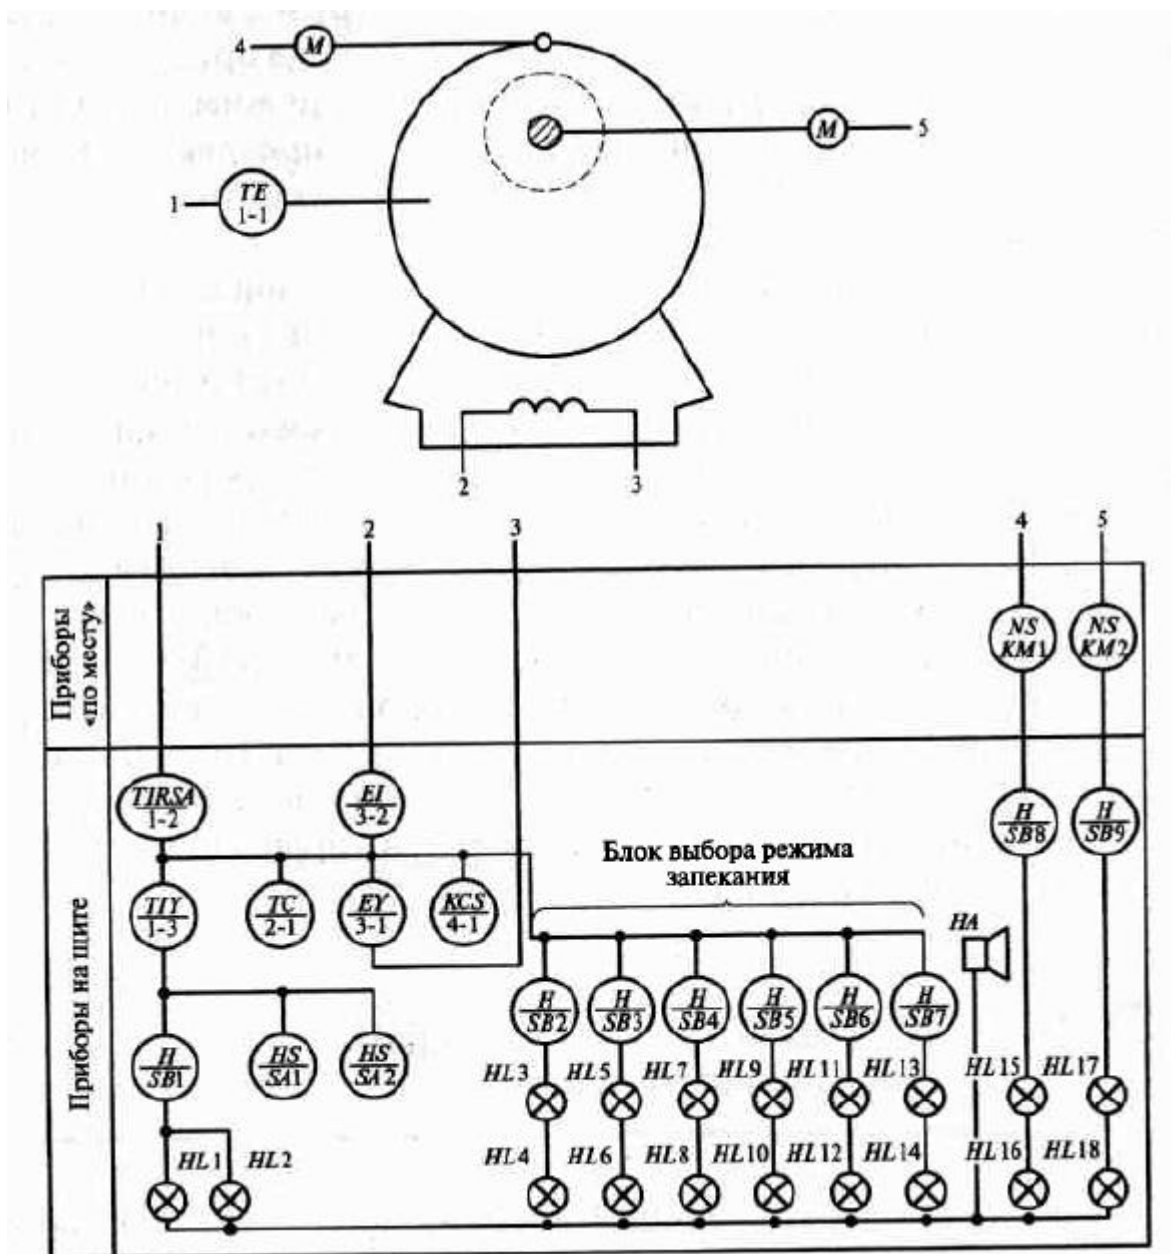 4 M
M 5
1 TE
1-1
2 3
1 2 3 4 5
Приборы
«по месту»
NS
KM1
NS
KM2
Приборы на щите
TIRSA
1-2
EI
3-2
H
SB8
H
SB9
Блок выбора режима
запекания
TIY
1-3
TC
2-1
EY
3-1
KCS
4-1
HA
H
SB2
H
SB3
H
SB4
H
SB5
H
SB6
H
SB7
H
SB1
HS
SA1
HS
SA2
HL3 HL5 HL7 HL9 HL11 HL13 HL15 HL17
HL1 HL2 HL4 HL6 HL8 HL10 HL12 HL14 HL16 HL18